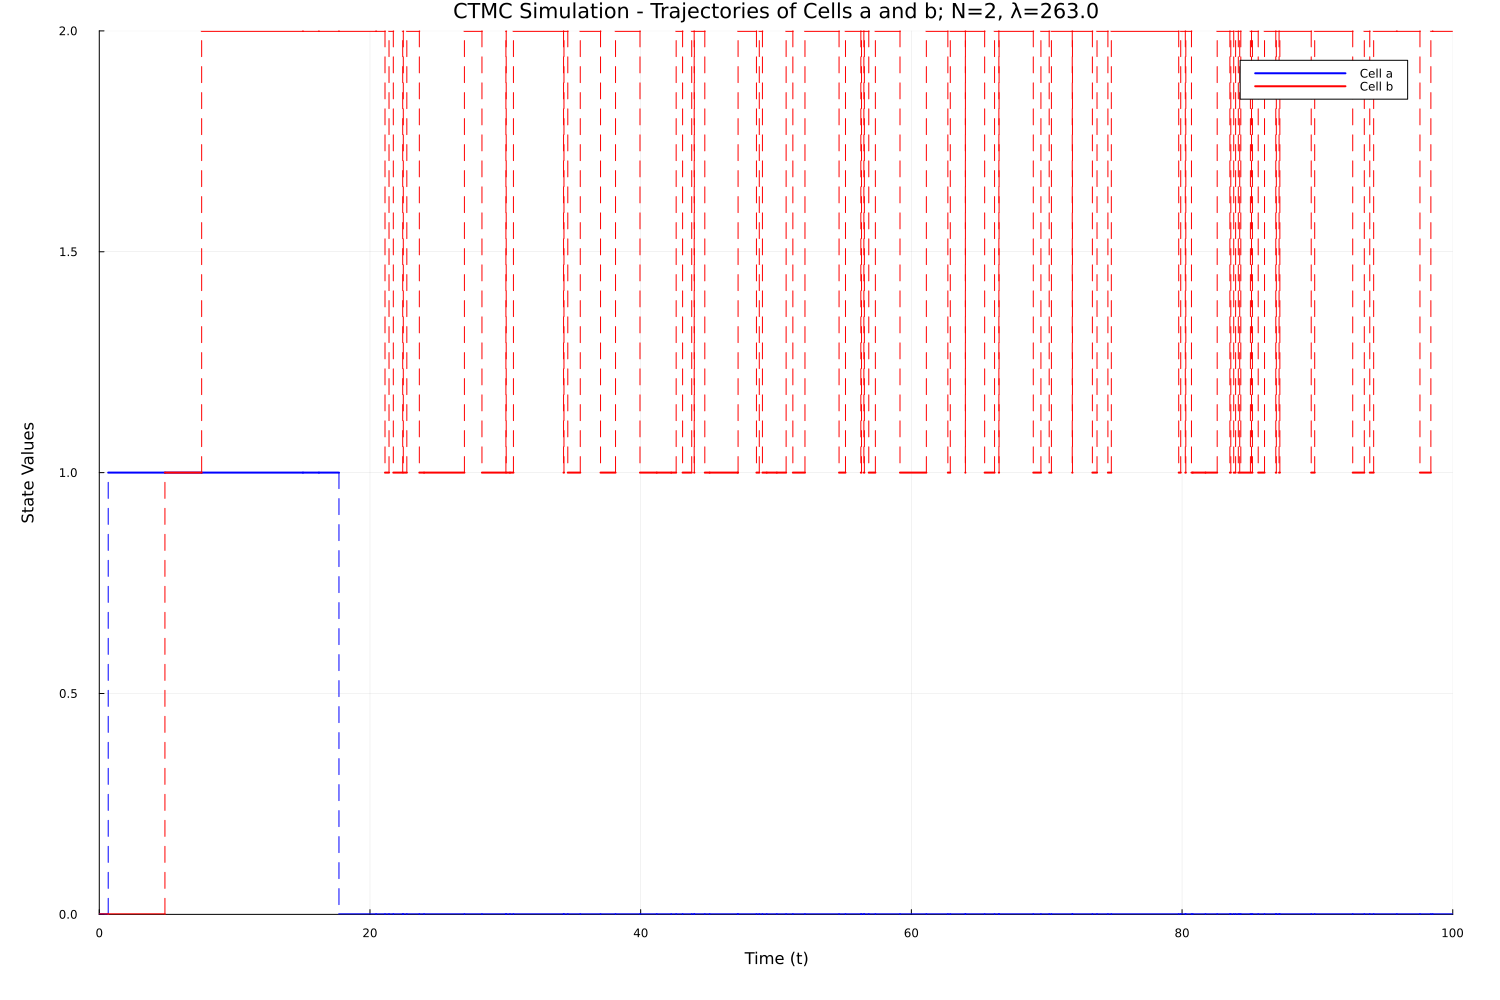 CTMC Simulation - Trajectories of Cells a and b; N=2, λ=263.0
2.0
Cell a
Cell b
1.5
1.0
State Values
0.5
0.0
0 20 40 60 80 100
Time (t)